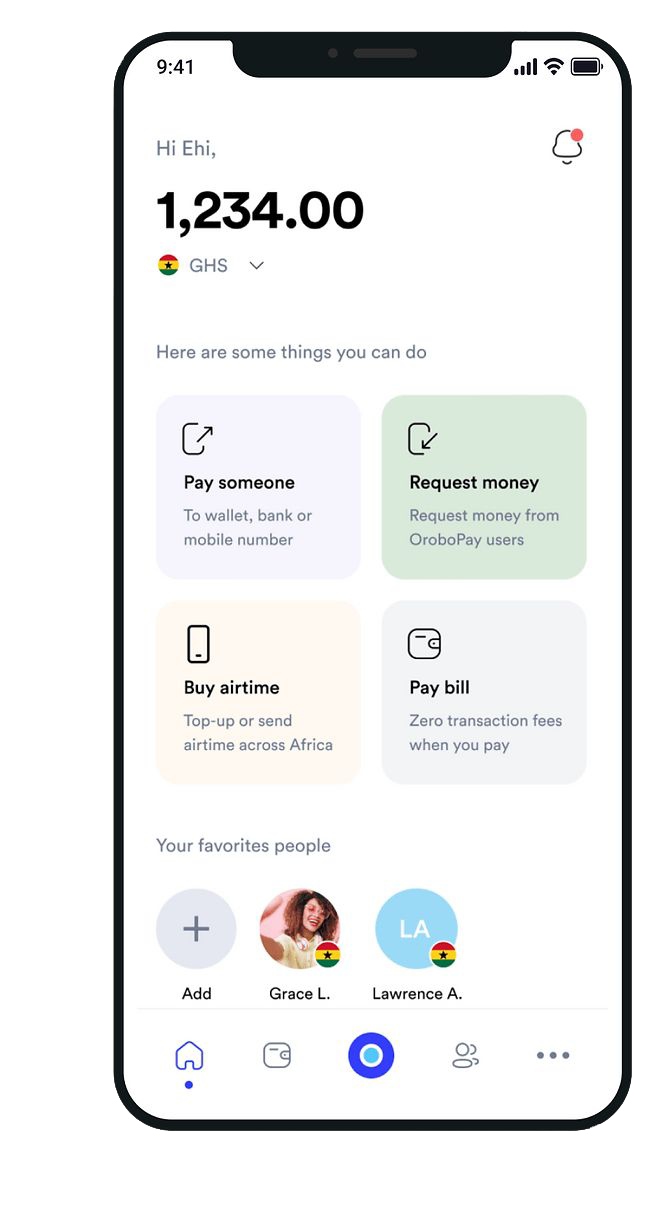 9:41
Hi Ehi,
1,234.00
GHS
Here are some things you can do
Pay someone
To wallet, bank or
mobile number
Request money
Request money from
OroboPay users
Buy airtime
Top-up or send
airtime across Africa
Pay bill
Zero transaction fees
when you pay
Your favorites people
LA
Add
Grace L.
Lawrence A.